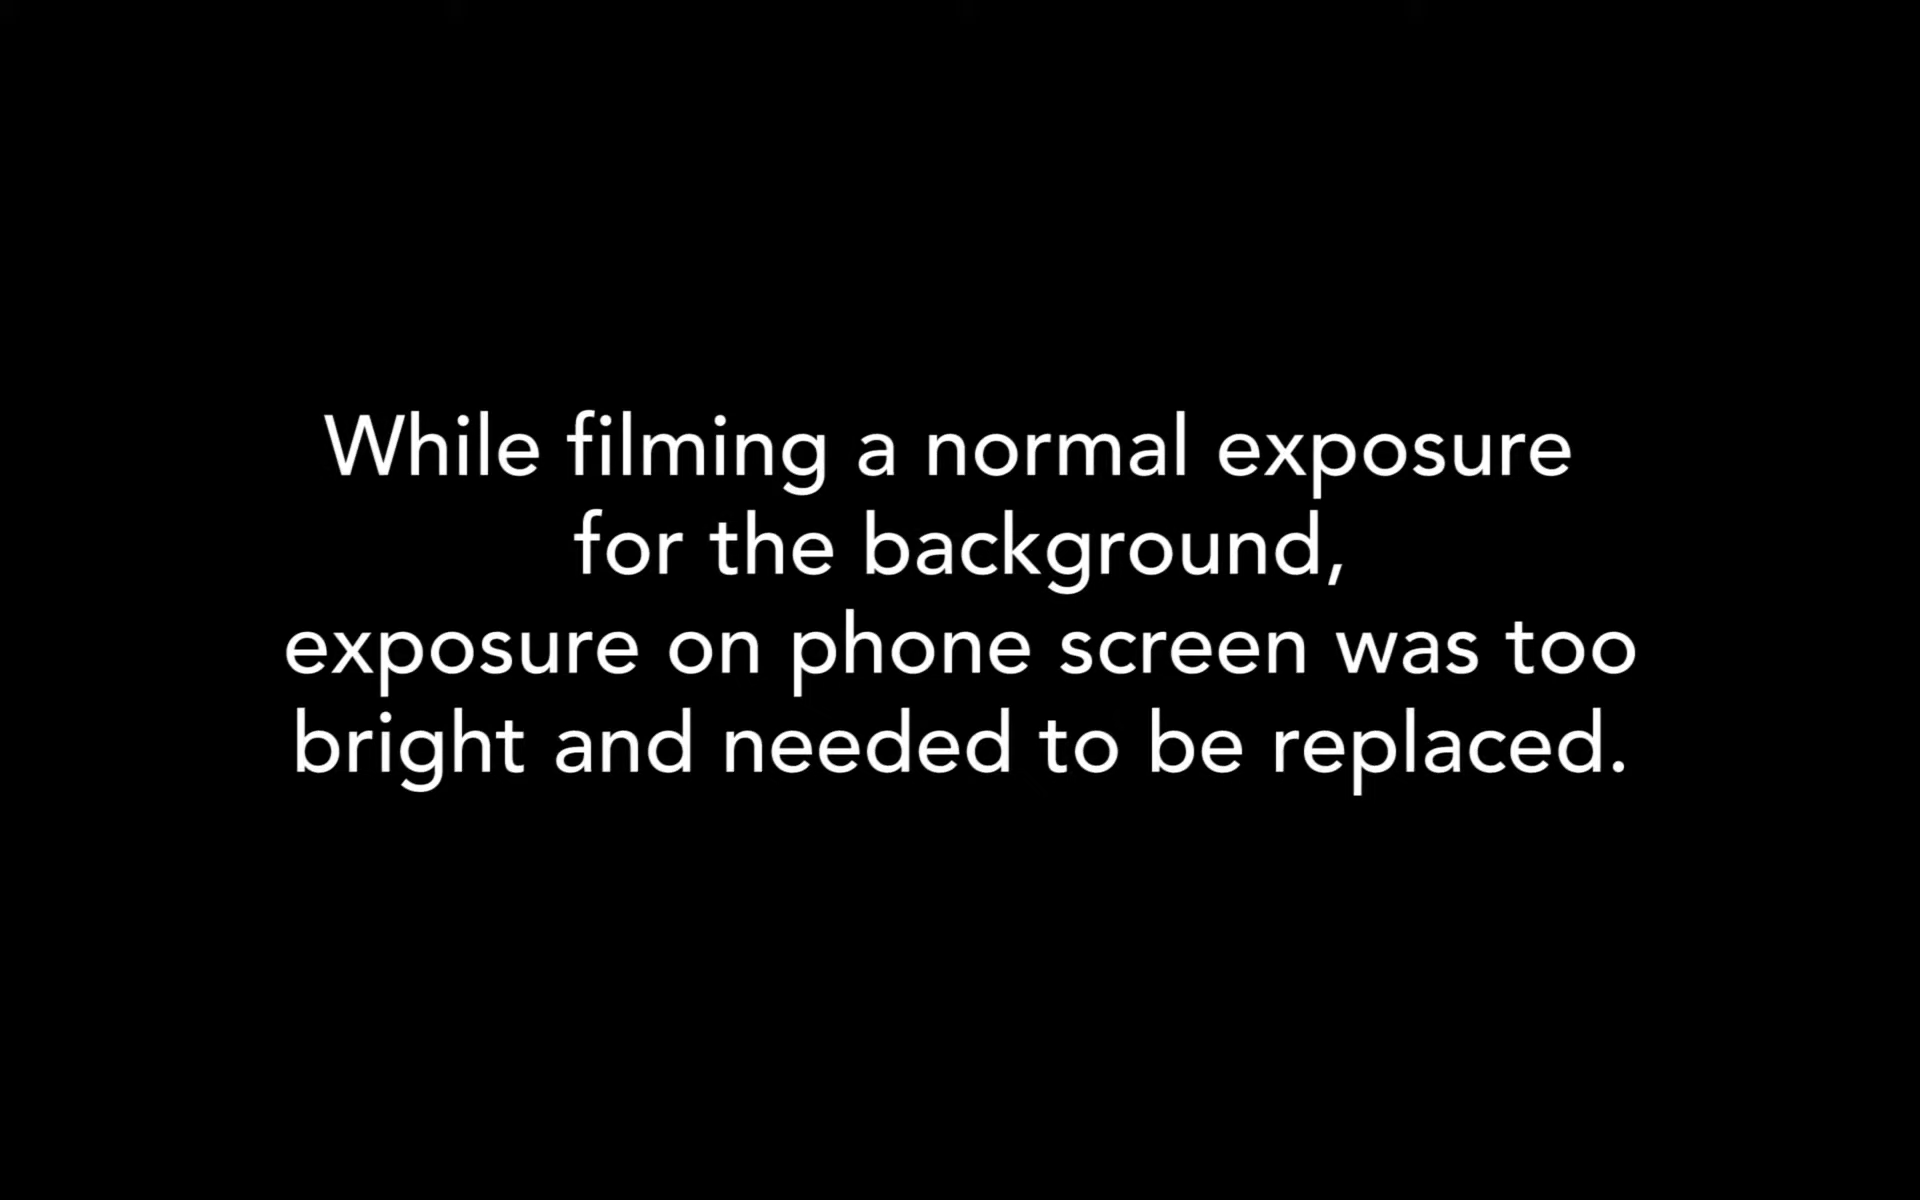 While filming a normal exposure
for the background,
exposure on phone screen was too
bright and needed to be replaced.